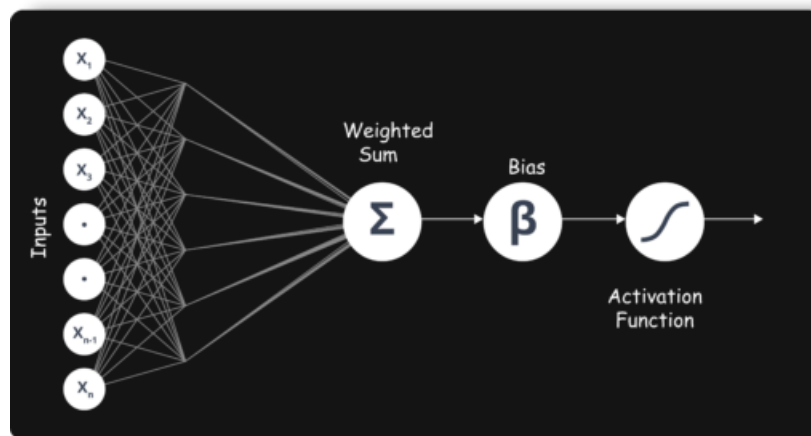 X₁
X₂
X₃
Inputs
Xₙ₋₁
Xₙ
Weighted
Sum
Σ
Bias
β
Activation
Function